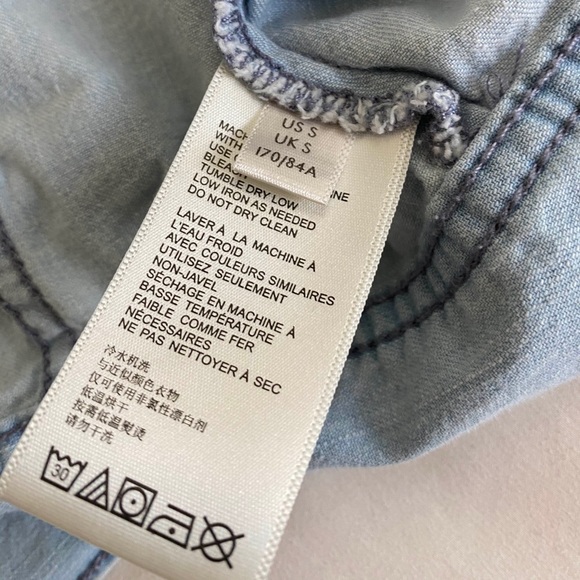 US S
UK S
170/84A
MACH
WITH
USE
INE
BLEACH
TUMBLE DRY LOW
LOW IRON AS NEEDED
DO NOT DRY CLEAN
LAVER À LA MACHINE À
L'EAU FROID
AVEC COULEURS SIMILAIRES
UTILISEZ SEULEMENT
NON-JAVEL
SÉCHAGE EN MACHINE À
BASSE TEMPÉRATURE
FAIBLE COMME FER
NÉCESSAIRES
NE PAS NETTOYER À SEC
冷水机洗
与近似颜色衣物
仅可使用非氯性漂白剂
低温烘干
按需低温熨烫
请勿干洗
30